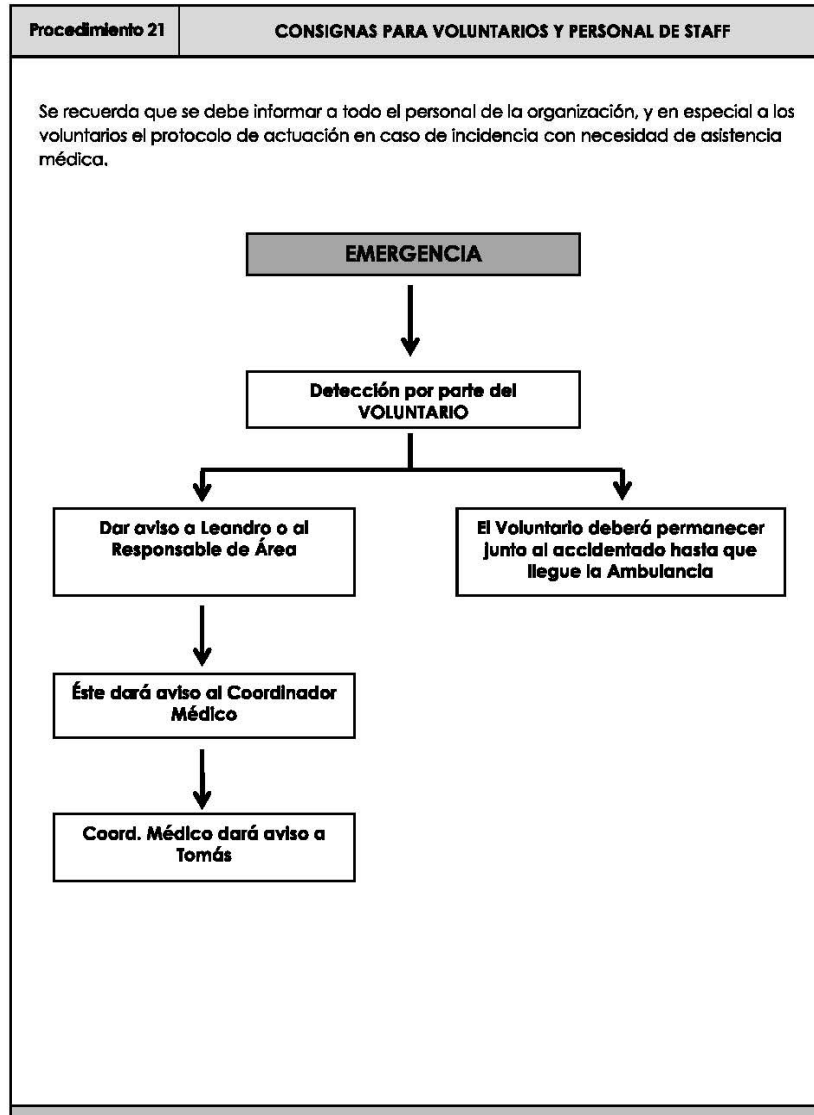 Procedimiento 21
CONSIGNAS PARA VOLUNTARIOS Y PERSONAL DE STAFF
Se recuerda que se debe informar a todo el personal de la organización, y en especial a los
voluntarios el protocolo de actuación en caso de incidencia con necesidad de asistencia
médica.
EMERGENCIA
Detección por parte del
VOLUNTARIO
Dar aviso a Leandro o al
Responsable de Área
El Voluntario deberá permanecer
junto al accidentado hasta que
llegue la Ambulancia
Éste dará aviso al Coordinador
Médico
Coord. Médico dará aviso a
Tomás